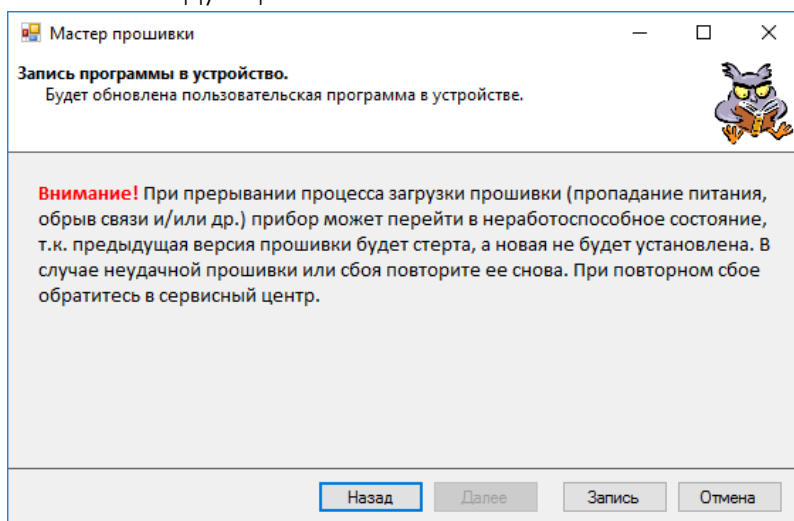 Мастер прошивки
Запись программы в устройство.
Будет обновлена пользовательская программа в устройстве.
Внимание! При прерывании процесса загрузки прошивки (пропадание питания,
обрыв связи и/или др.) прибор может перейти в неработоспособное состояние,
т.к. предыдущая версия прошивки будет стерта, а новая не будет установлена. В
случае неудачной прошивки или сбоя повторите ее снова. При повторном сбое
обратитесь в сервисный центр.
Назад Далее Запись Отмена